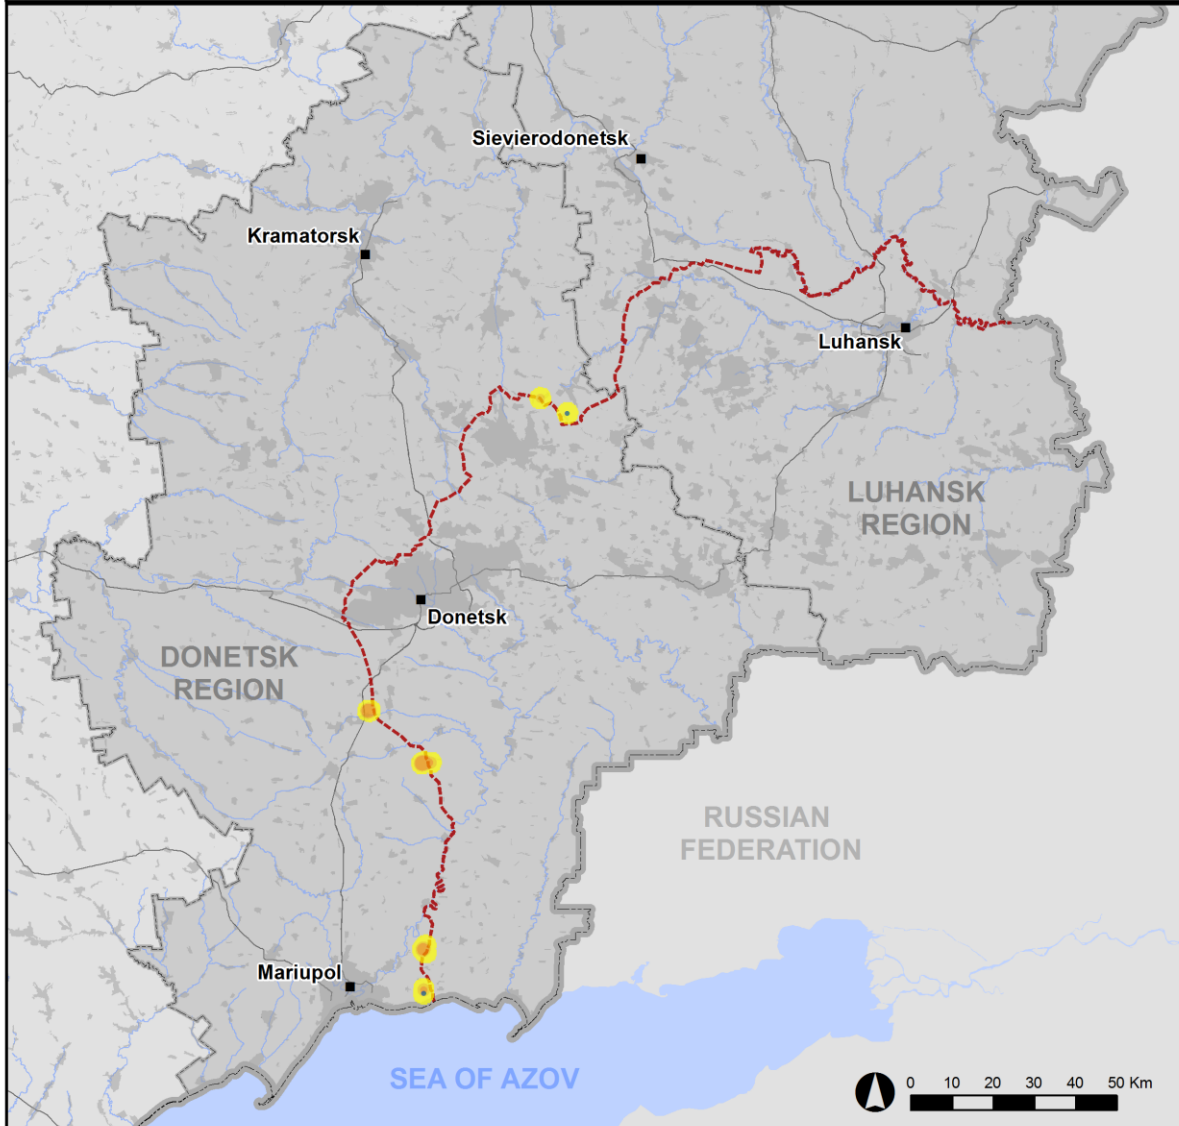 Sievierodonetsk
Kramatorsk
Luhansk
LUHANSK
REGION
Donetsk
DONETSK
REGION
RUSSIAN
FEDERATION
Mariupol
SEA OF AZOV
0 10 20 30 40 50 Km